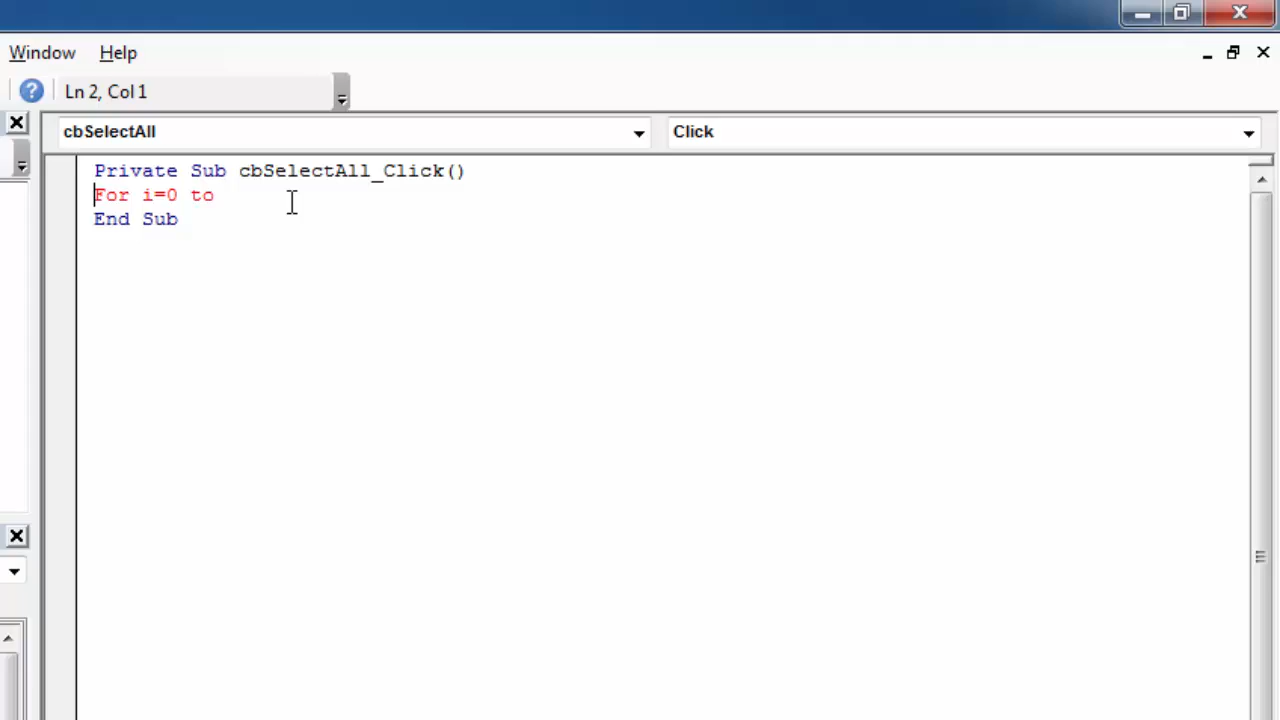 Window Help
Ln 2, Col 1
cbSelectAll Click
Private Sub cbSelectAll_Click()
For i=0 to
End Sub